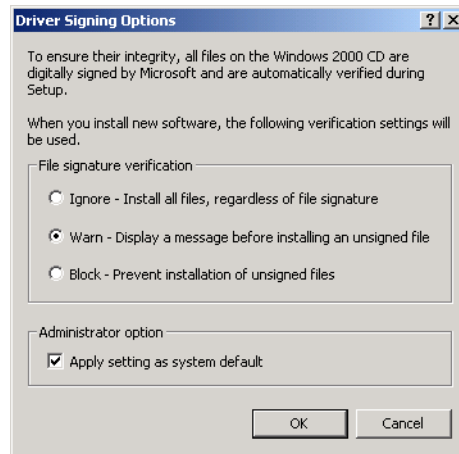 Driver Signing Options
To ensure their integrity, all files on the Windows 2000 CD are
digitally signed by Microsoft and are automatically verified during
Setup.
When you install new software, the following verification settings will
be used.
File signature verification
Ignore - Install all files, regardless of file signature
Warn - Display a message before installing an unsigned file
Block - Prevent installation of unsigned files
Administrator option
Apply setting as system default
OK
Cancel